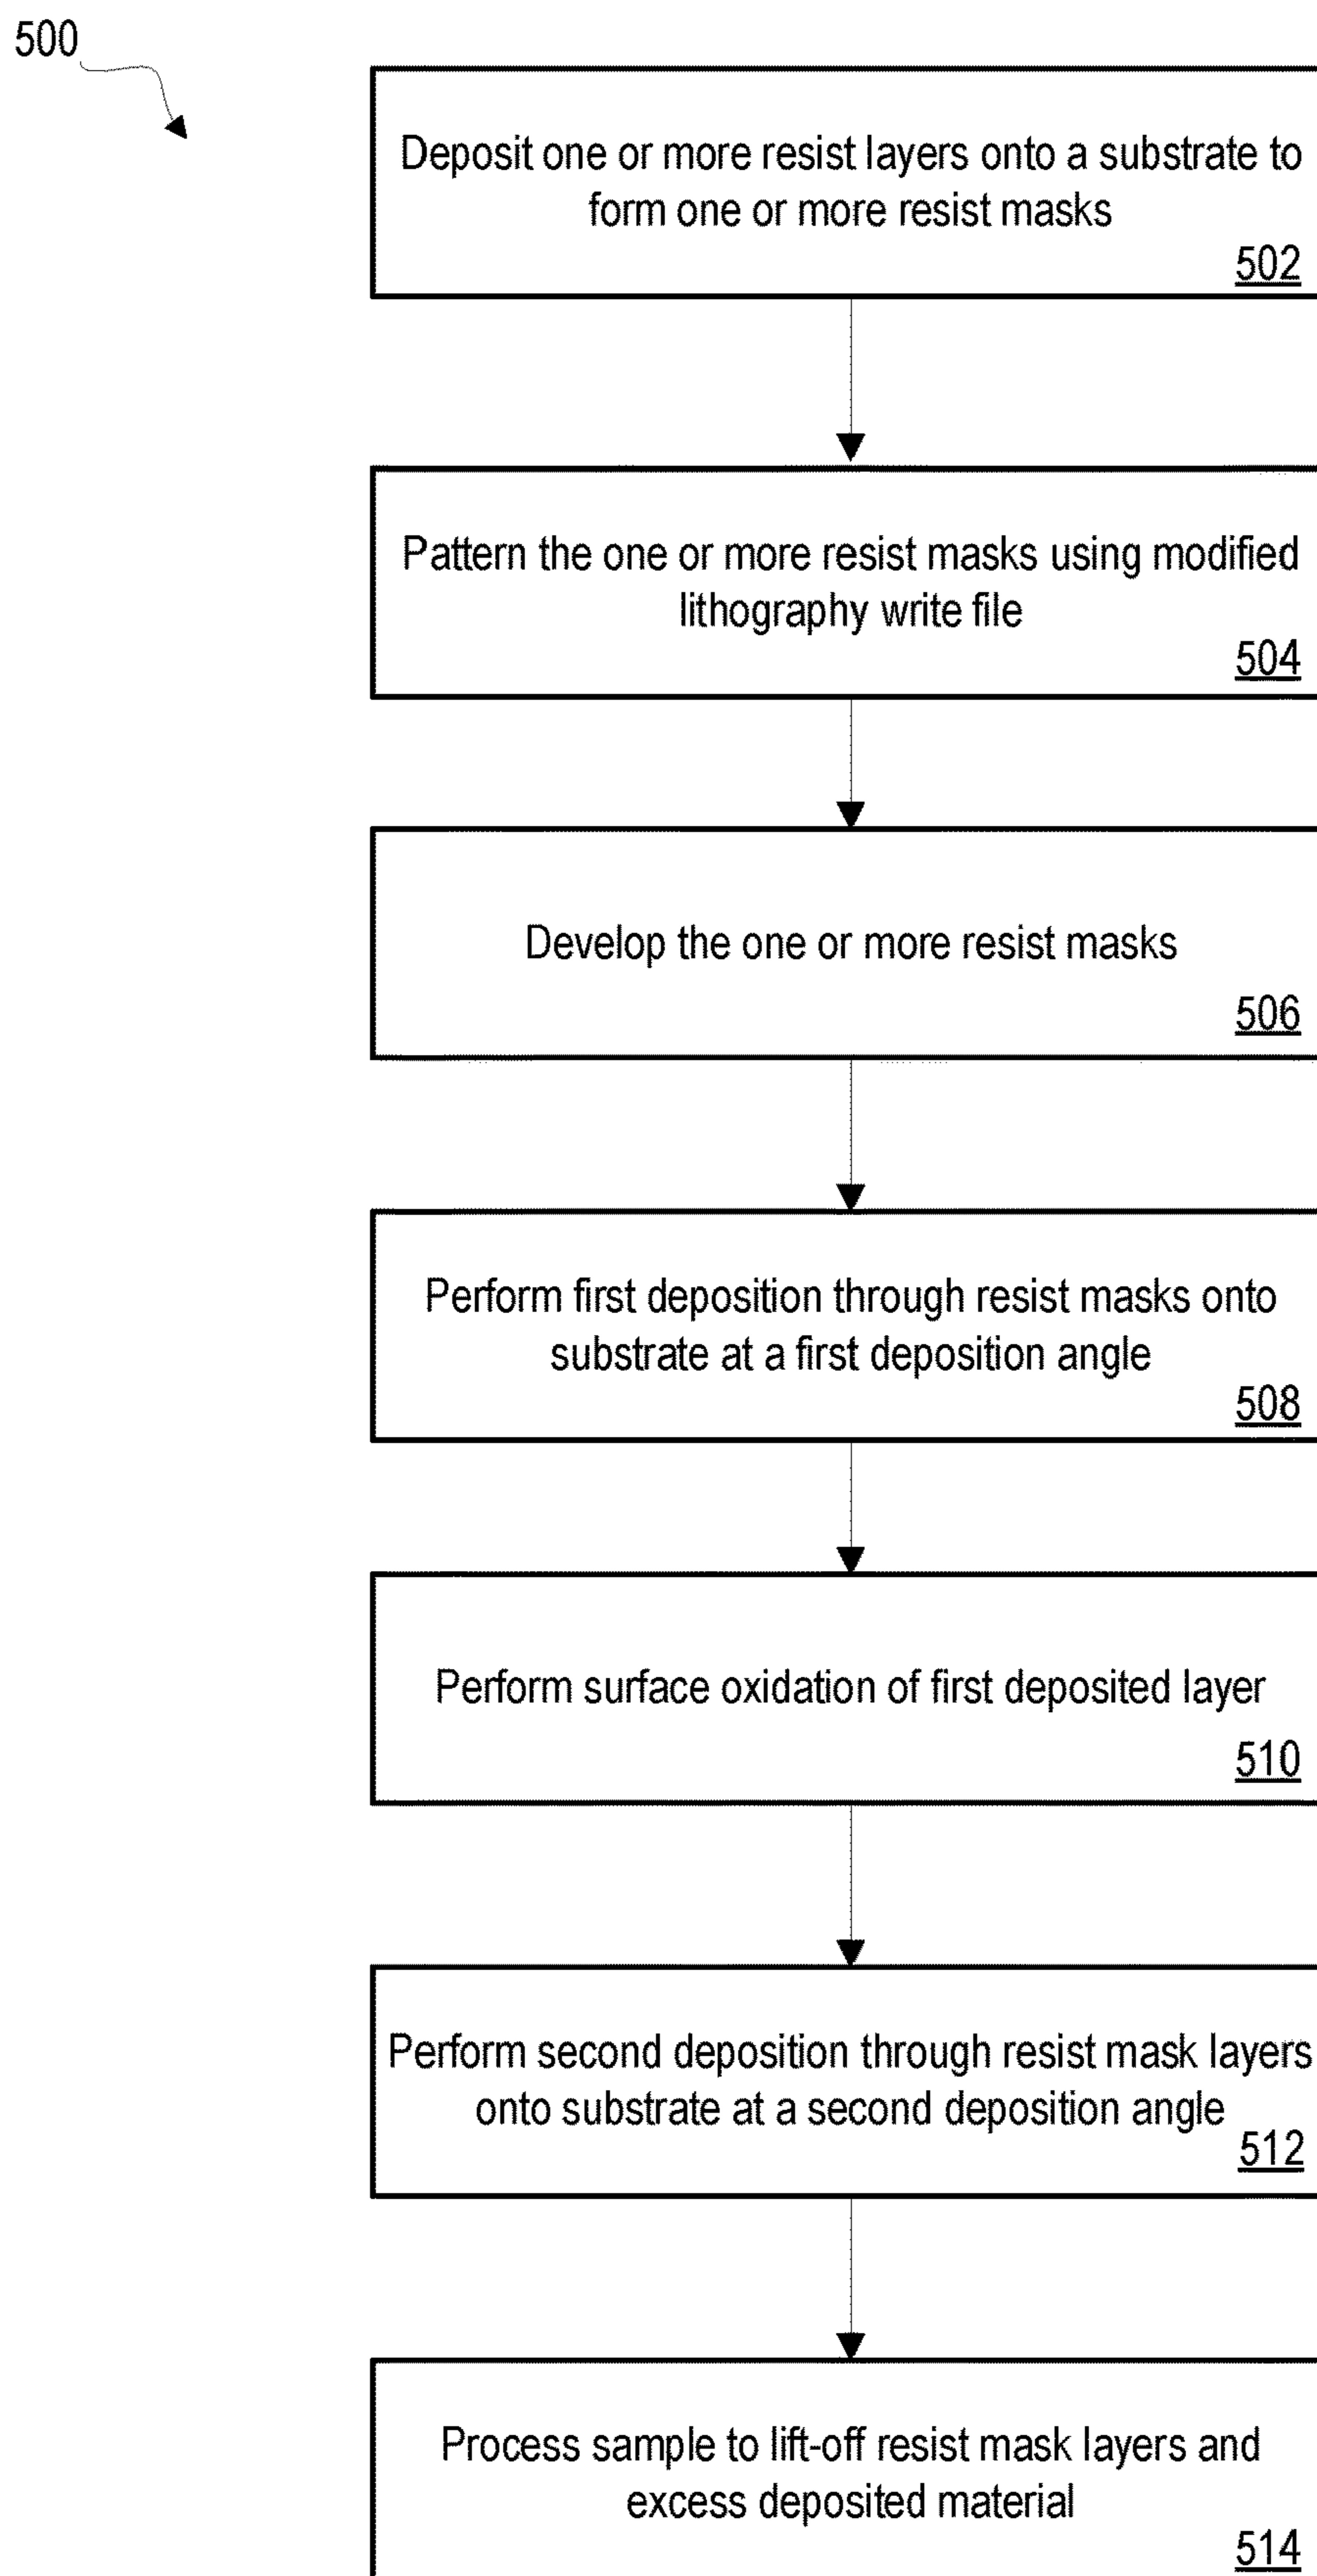 500
Deposit one or more resist layers onto a substrate to
form one or more resist masks
502
Pattern the one or more resist masks using modified
lithography write file
504
Develop the one or more resist masks
506
Perform first deposition through resist masks onto
substrate at a first deposition angle
508
Perform surface oxidation of first deposited layer
510
Perform second deposition through resist mask layers
onto substrate at a second deposition angle
512
Process sample to lift-off resist mask layers and
excess deposited material
514